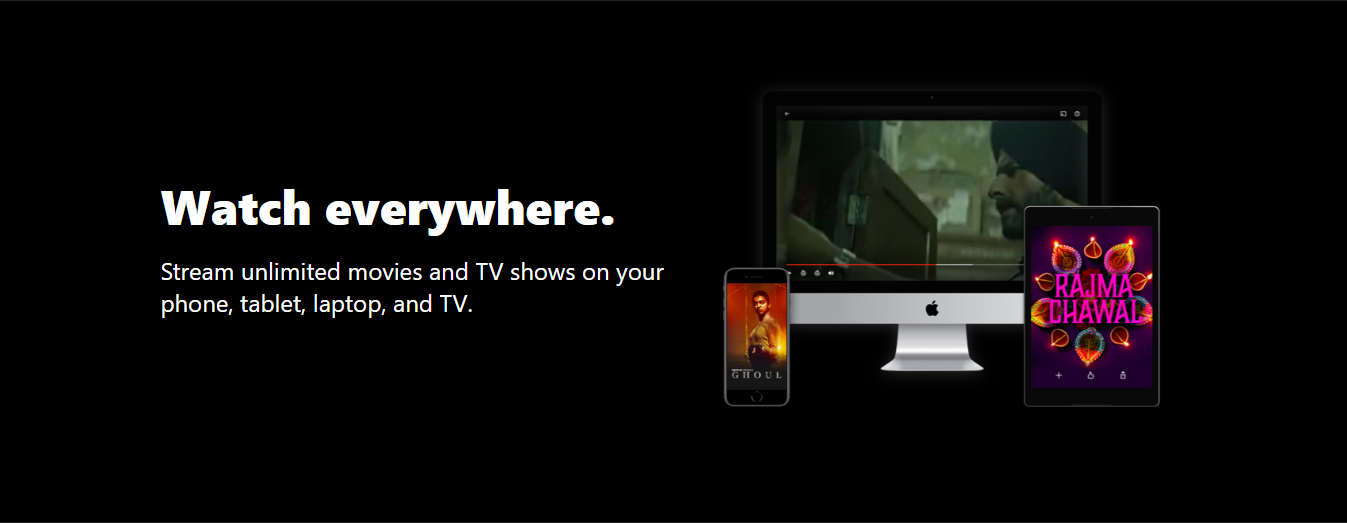 Watch everywhere.
Stream unlimited movies and TV shows on your
phone, tablet, laptop, and TV.
RAJMA
CHAWAL
GHOUL